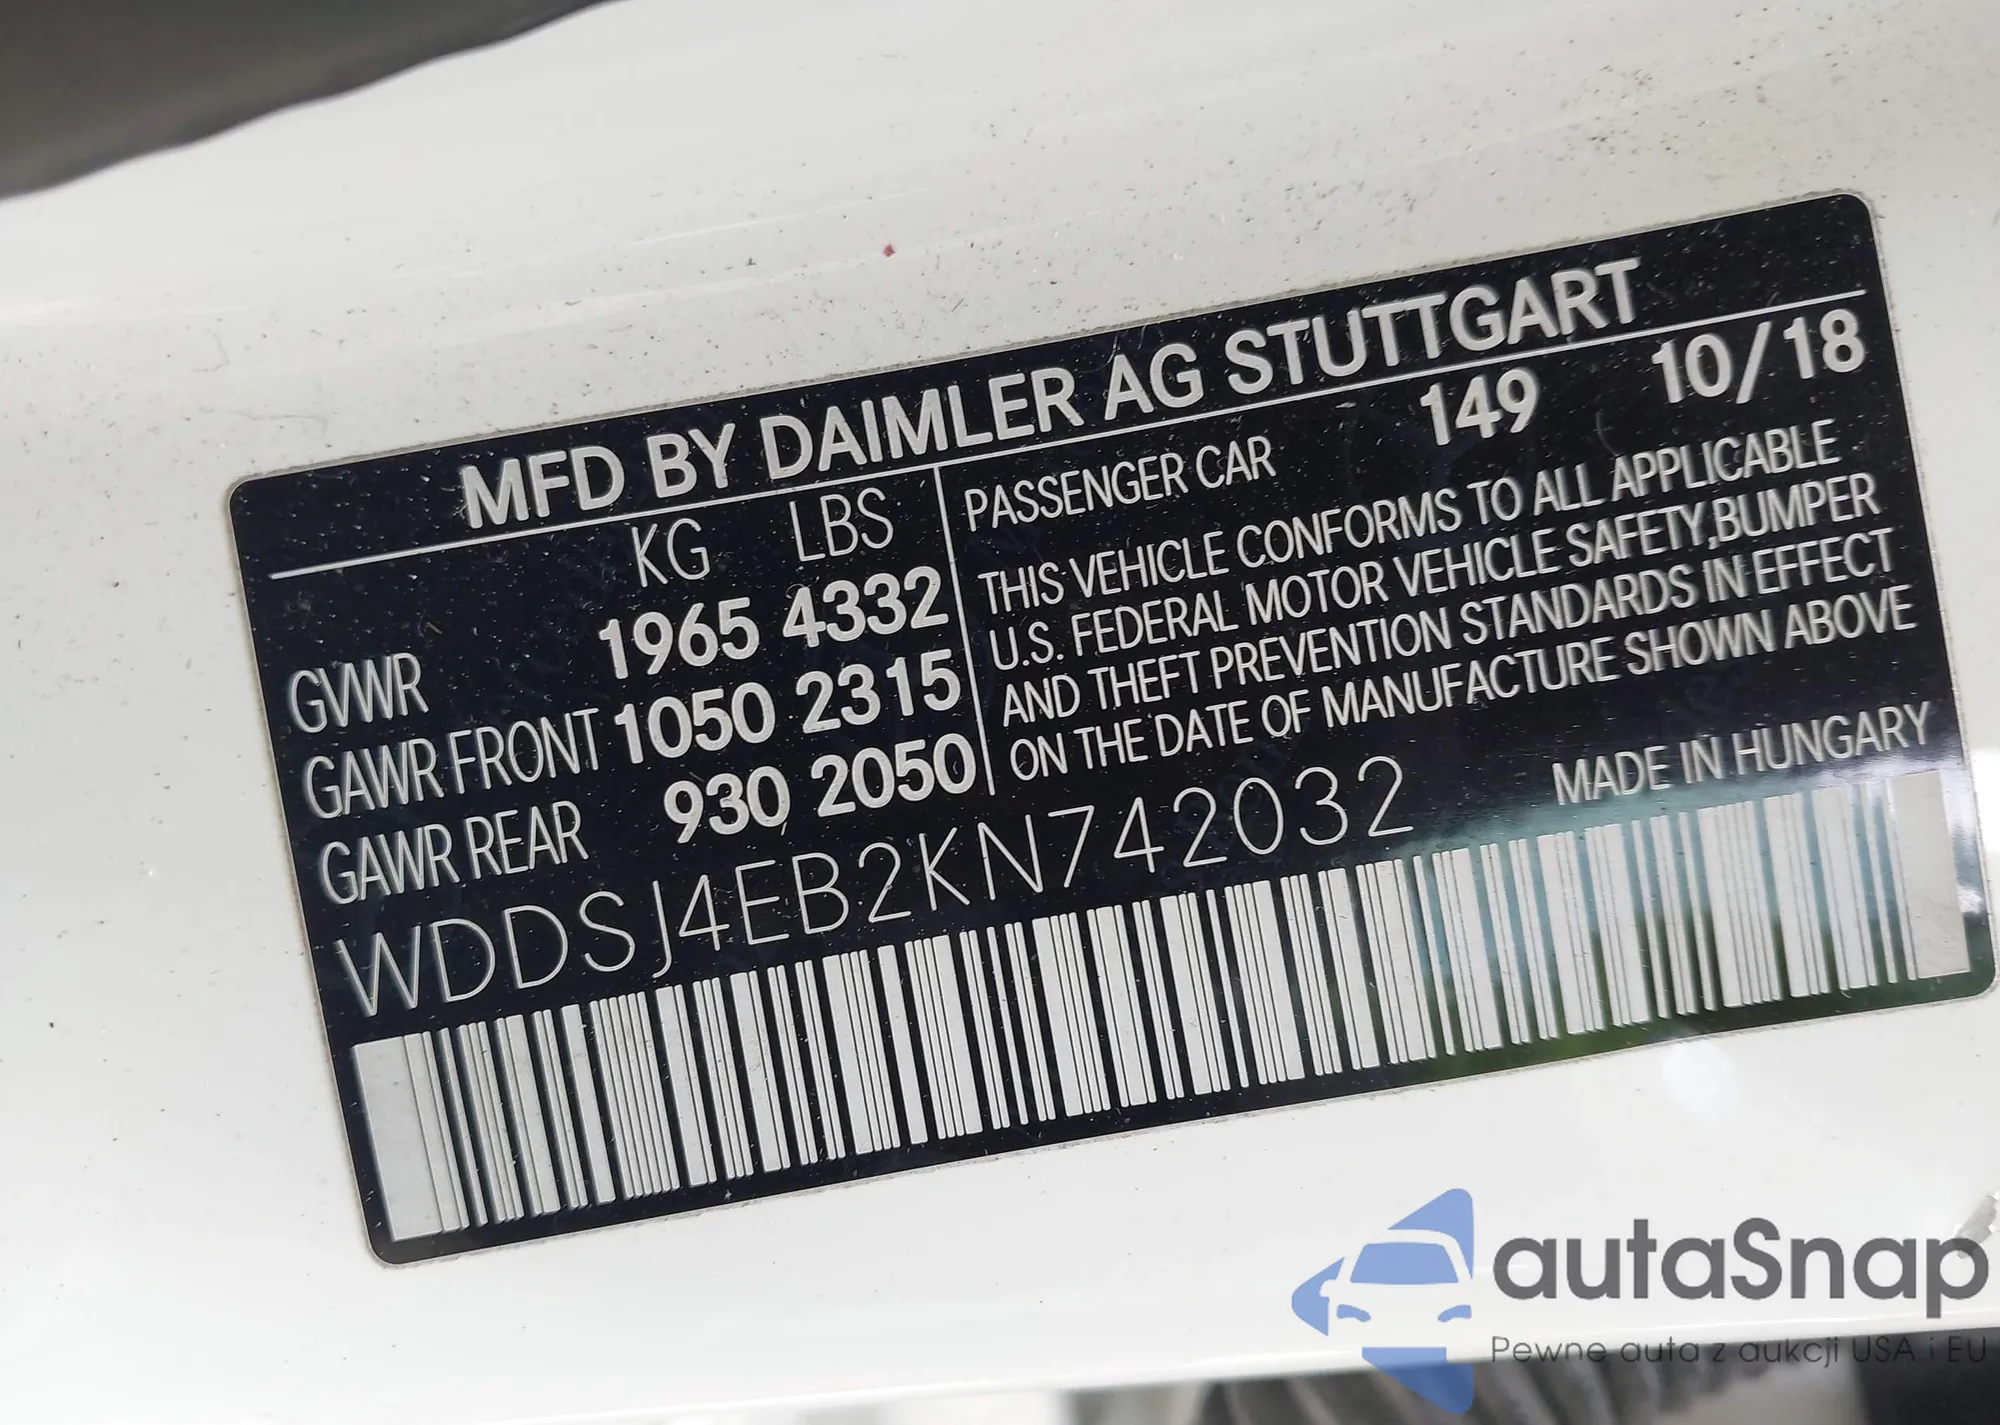 MFD BY DAIMLER AG STUTTGART
KG LBS
GVWR 1965 4332
GAWR FRONT 1050 2315
GAWR REAR 930 2050
PASSENGER CAR 149 10/18
THIS VEHICLE CONFORMS TO ALL APPLICABLE
U.S. FEDERAL MOTOR VEHICLE SAFETY,BUMPER
AND THEFT PREVENTION STANDARDS IN EFFECT
ON THE DATE OF MANUFACTURE SHOWN ABOVE
MADE IN HUNGARY
WDDSJ4EB2KN742032
autaSnap
Pewne auta z aukcji USA i EU